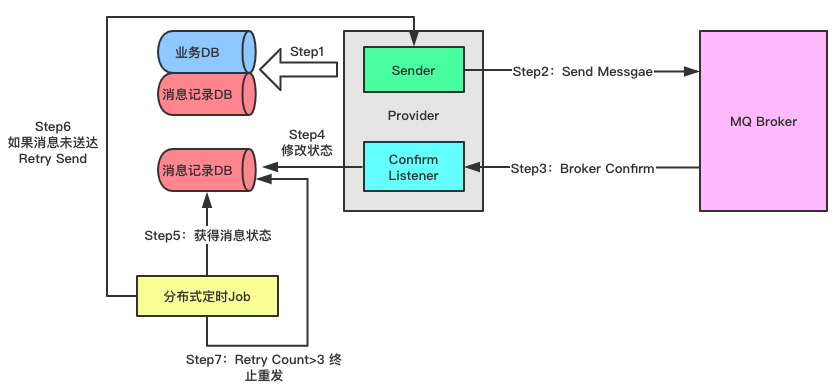 业务DB
消息记录DB
Step1
Sender
Provider
Confirm
Listener
Step2：Send Messgae
Step3：Broker Confirm
MQ Broker
Step4
修改状态
消息记录DB
Step5：获得消息状态
Step6
如果消息未送达
Retry Send
分布式定时Job
Step7：Retry Count>3 终
止重发